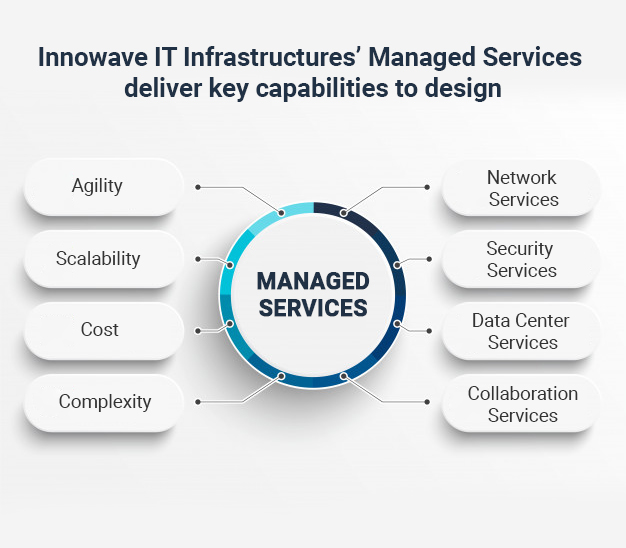 Innowave IT Infrastructures’ Managed Services
deliver key capabilities to design
Agility
Scalability
Cost
Complexity
MANAGED
SERVICES
Network
Services
Security
Services
Data Center
Services
Collaboration
Services